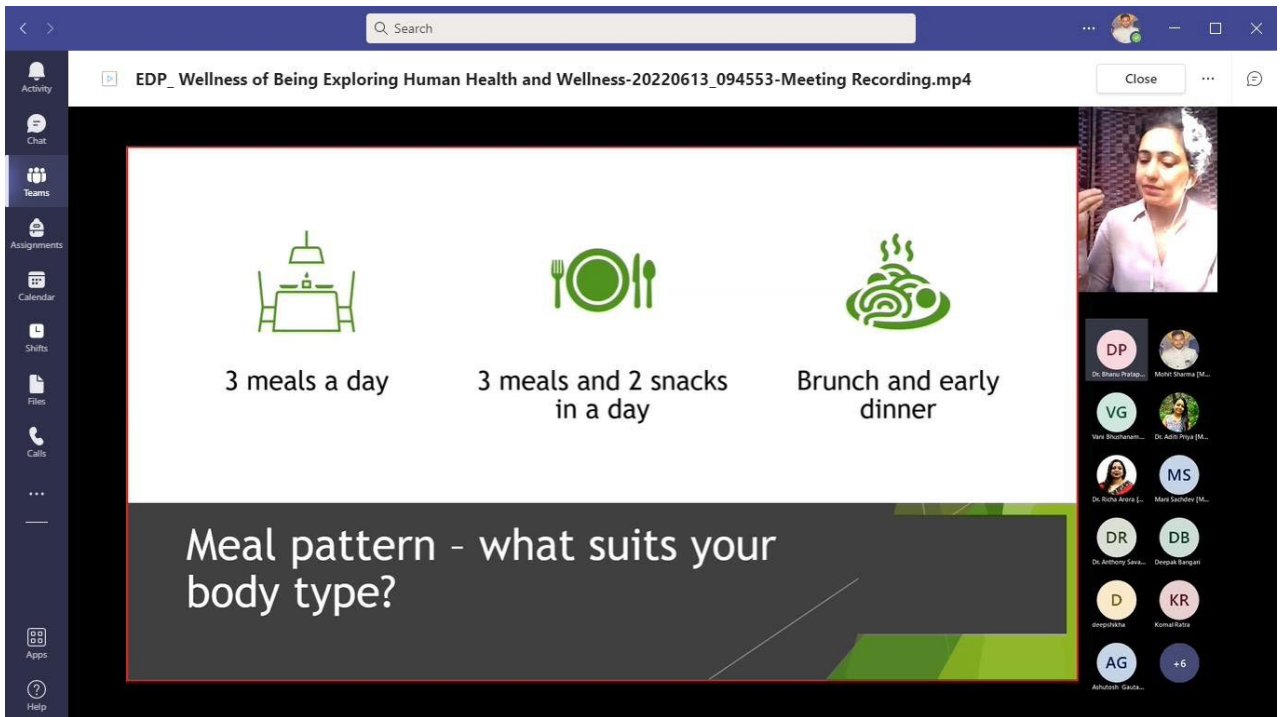 Search
Activity
EDP_ Wellness of Being Exploring Human Health and Wellness-20220613_094553-Meeting Recording.mp4
Close
Chat
Teams
Assignments
Calendar
Shifts
Files
Calls
Apps
Help
3 meals a day
3 meals and 2 snacks
in a day
Brunch and early
dinner
Meal pattern – what suits your
body type?
DP
Dr. Bhanu Pratap...
Mohit Sharma [M...
VG
Vani Bhushanam...
Dr. Aditi Priya [M...
Dr. Richa Arora [...
MS
Mani Sachdev [M...
DR
Dr. Anthony Sava...
DB
Deepak Bangari
D
deepshikha
KR
Komal Ratra
AG
Ashutosh Gauta...
+6